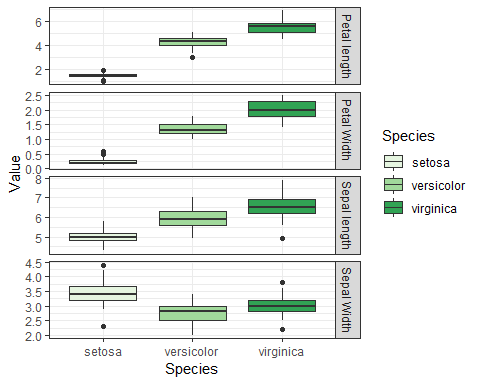 Value
6
4
2
Petal length
2.5
2.0
1.5
1.0
0.5
0.0
Petal Width
8
7
6
5
Sepal length
4.5
4.0
3.5
3.0
2.5
2.0
Sepal Width
setosa versicolor virginica
Species
Species
setosa
versicolor
virginica